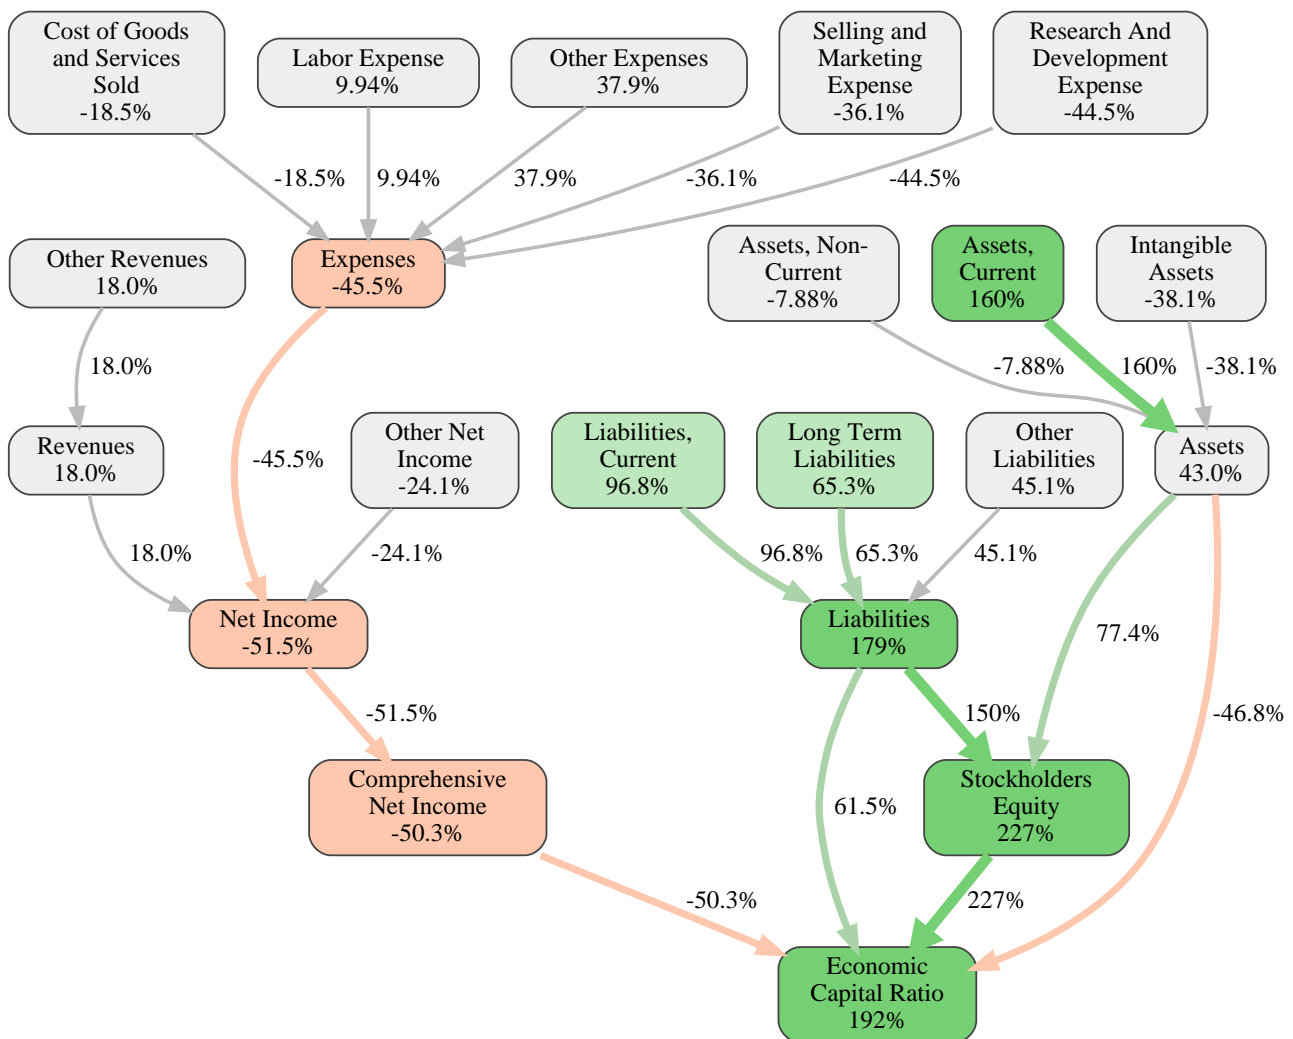 Cost of Goods
and Services
Sold
-18.5%
Labor Expense
9.94%
Other Expenses
37.9%
Selling and
Marketing
Expense
-36.1%
Research And
Development
Expense
-44.5%
-18.5%
9.94%
37.9%
-36.1%
-44.5%
Other Revenues
18.0%
Expenses
-45.5%
Assets, Non-
Current
-7.88%
Assets,
Current
160%
Intangible
Assets
-38.1%
18.0%
-7.88%
160%
-38.1%
Revenues
18.0%
-45.5%
Other Net
Income
-24.1%
Liabilities,
Current
96.8%
Long Term
Liabilities
65.3%
Other
Liabilities
45.1%
Assets
43.0%
18.0%
-24.1%
96.8%
65.3%
45.1%
Net Income
-51.5%
Liabilities
179%
77.4%
-51.5%
150%
-46.8%
Comprehensive
Net Income
-50.3%
61.5%
Stockholders
Equity
227%
-50.3%
227%
Economic
Capital Ratio
192%